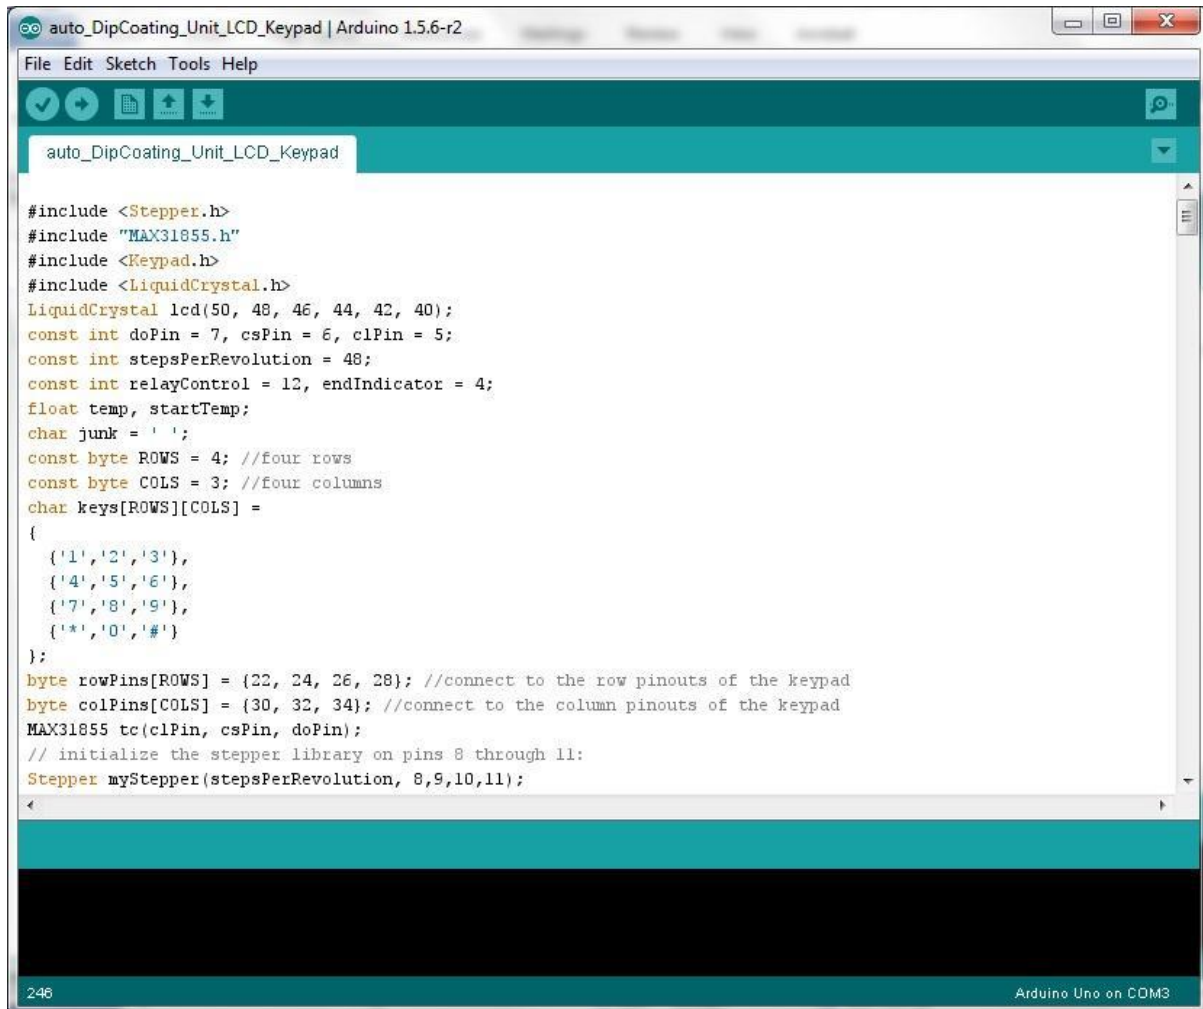 auto_DipCoating_Unit_LCD_Keypad | Arduino 1.5.6-r2
File Edit Sketch Tools Help
auto_DipCoating_Unit_LCD_Keypad
#include <Stepper.h>
#include "MAX31855.h"
#include <Keypad.h>
#include <LiquidCrystal.h>
LiquidCrystal lcd(50, 48, 46, 44, 42, 40);
const int doPin = 7, csPin = 6, clPin = 5;
const int stepsPerRevolution = 48;
const int relayControl = 12, endIndicator = 4;
float temp, startTemp;
char junk = ' ';
const byte ROWS = 4; //four rows
const byte COLS = 3; //four columns
char keys[ROWS][COLS] =
{
  {'1','2','3'},
  {'4','5','6'},
  {'7','8','9'},
  {'*','0','#'}
};
byte rowPins[ROWS] = {22, 24, 26, 28}; //connect to the row pinouts of the keypad
byte colPins[COLS] = {30, 32, 34}; //connect to the column pinouts of the keypad
MAX31855 tc(clPin, csPin, doPin);
// initialize the stepper library on pins 8 through 11:
Stepper myStepper(stepsPerRevolution, 8,9,10,11);
246 Arduino Uno on COM3